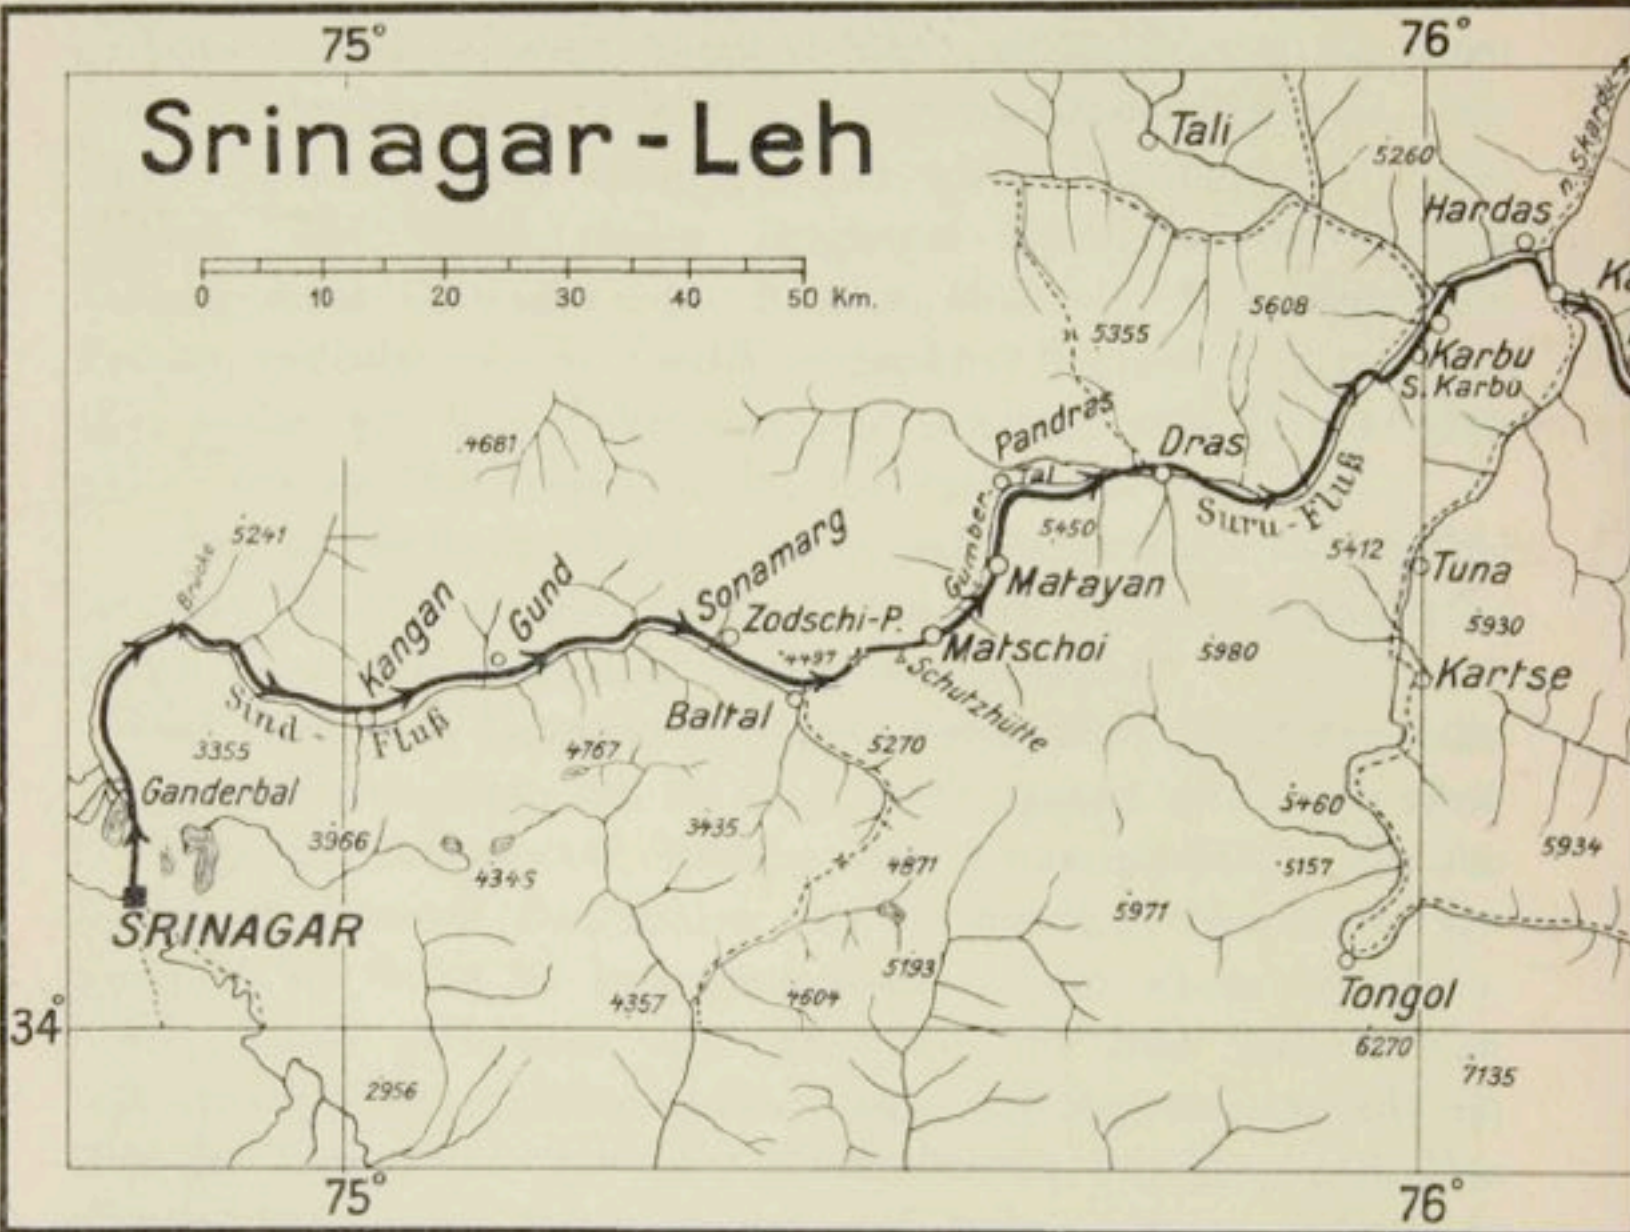 75°
76°
Srinagar-Leh
0 10 20 30 40 50 Km.
Tali
5260
n. Skardu
Hardas
5355
5608
Karbu
S. Karbu
4681
Pandras
Dras
5241
Brücke
Gumber
5450
Suru-Fluß
5412
Tuna
Kangan
Gund
Sonamarg
Matayan
5930
Zodschi-P.
4497
Matschoi
5980
Kartse
Schutzhütte
Baltal
Sind-Fluß
3355
4767
5270
Ganderbal
3966
3435
5460
4345
4871
5157
5934
SRINAGAR
5971
5193
4357
4604
Tongol
34°
6270
7135
2956
75°
76°